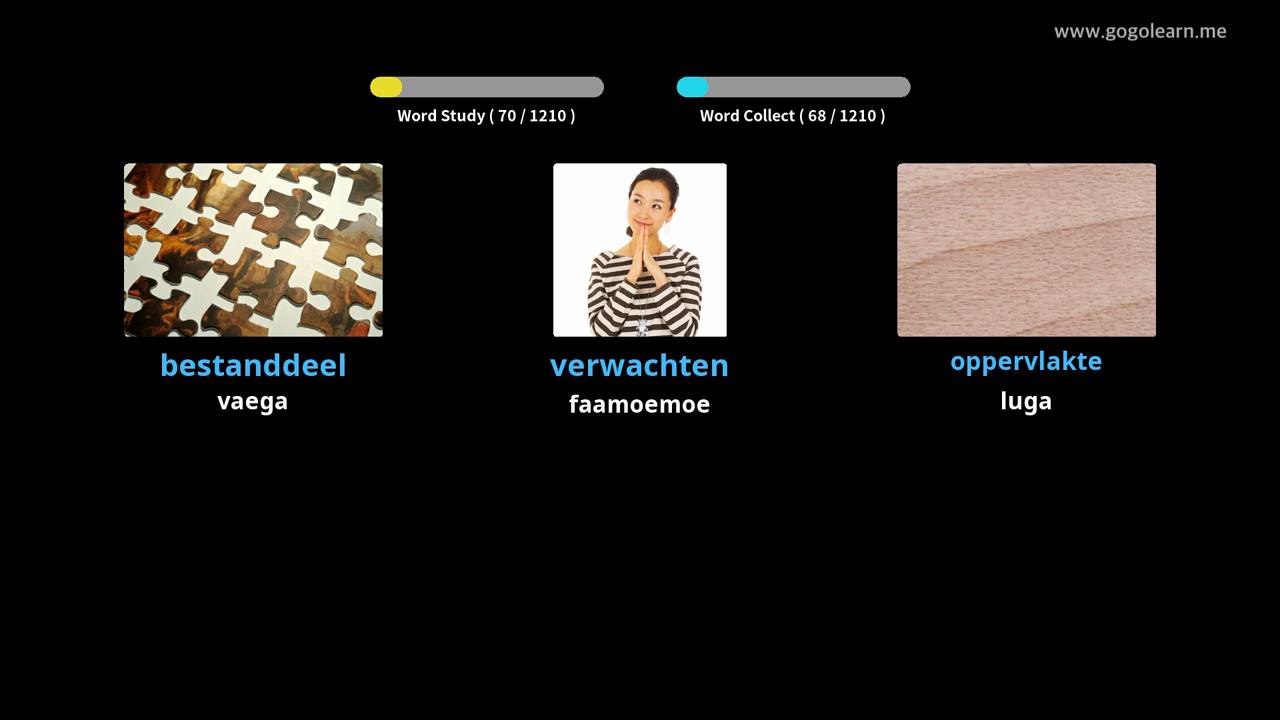 www.gogolearn.me
Word Study ( 70 / 1210 )
Word Collect ( 68 / 1210 )
bestanddeel
vaega
verwachten
faamoemoe
oppervlakte
luga